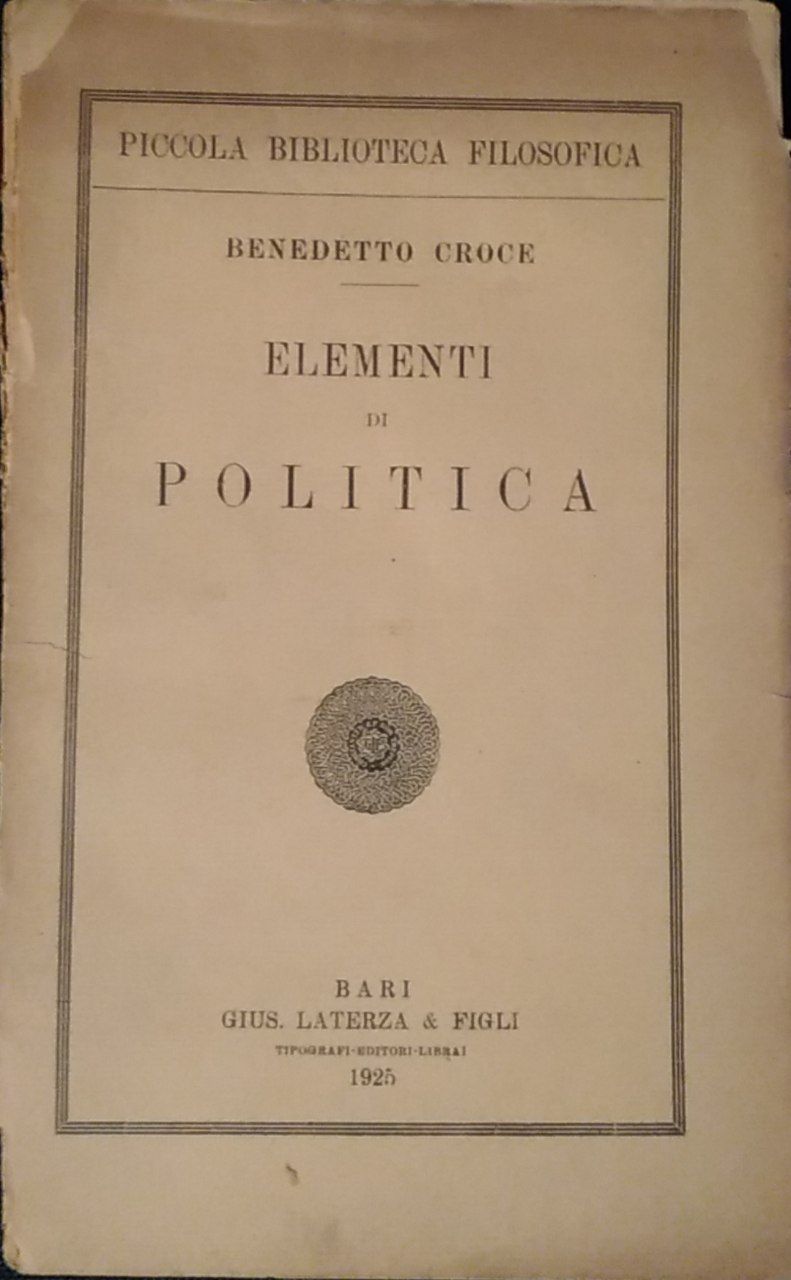 PICCOLA BIBLIOTECA FILOSOFICA
BENEDETTO CROCE
ELEMENTI
DI
POLITICA
BARI
GIUS. LATERZA & FIGLI
TIPOGRAFI-EDITORI-LIBRAI
1925